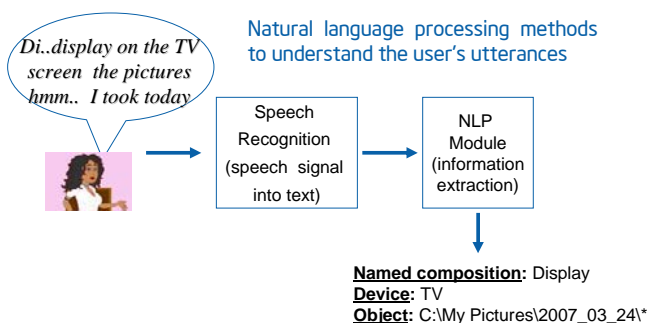 Natural language processing methods
to understand the user's utterances
Di..display on the TV
screen the pictures
hmm.. I took today
Speech
Recognition
(speech signal
into text)
NLP
Module
(information
extraction)
Named composition: Display
Device: TV
Object: C:\My Pictures\2007_03_24\*